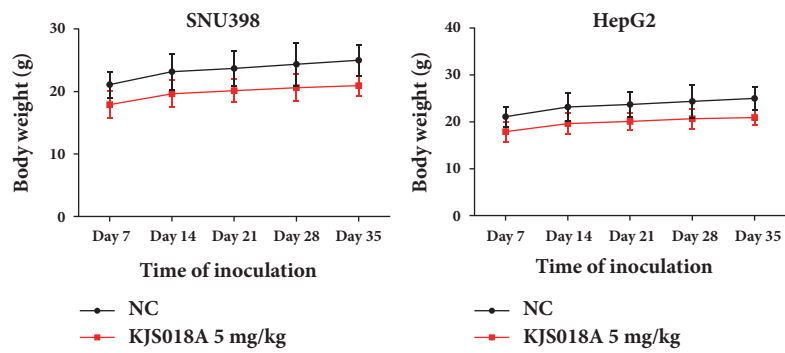 SNU398
Body weight (g)
30
20
10
0
Day 7 Day 14 Day 21 Day 28 Day 35
Time of inoculation
NC
KJS018A 5 mg/kg
HepG2
Body weight (g)
40
30
20
10
0
Day 7 Day 14 Day 21 Day 28 Day 35
Time of inoculation
NC
KJS018A 5 mg/kg